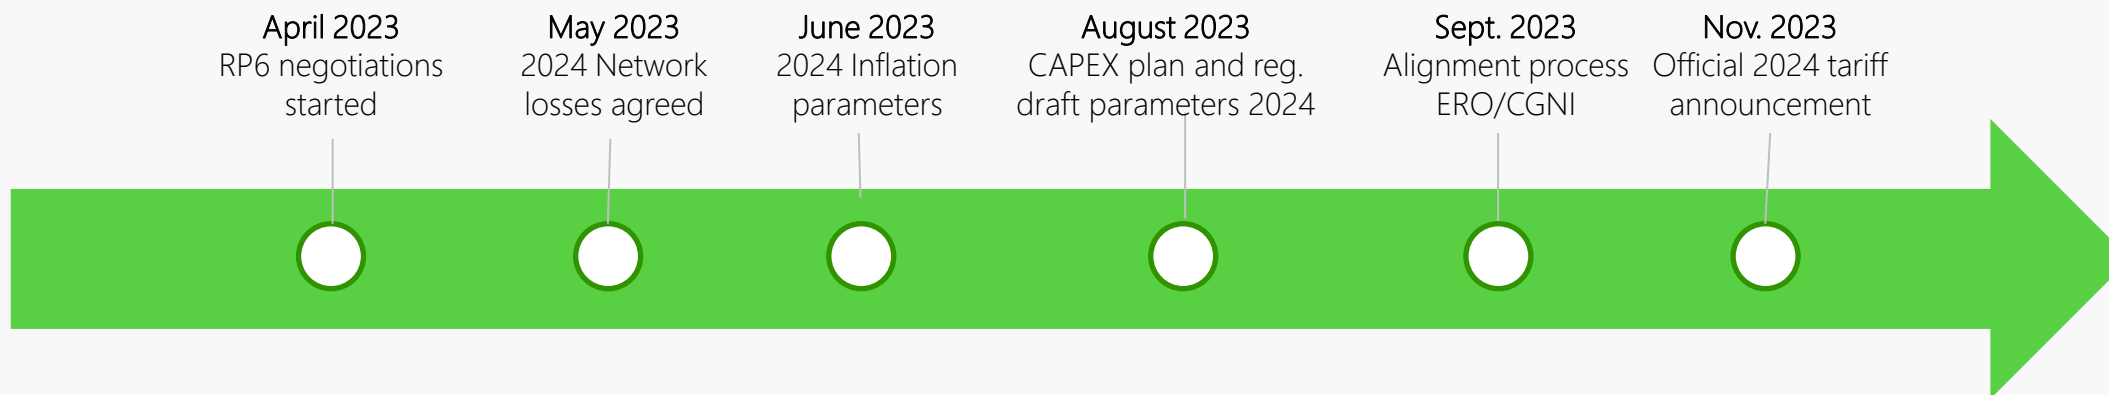 April 2023
RP6 negotiations
started
May 2023
2024 Network
losses agreed
June 2023
2024 Inflation
parameters
August 2023
CAPEX plan and reg.
draft parameters 2024
Sept. 2023
Alignment process
ERO/CGNI
Nov. 2023
Official 2024 tariff
announcement